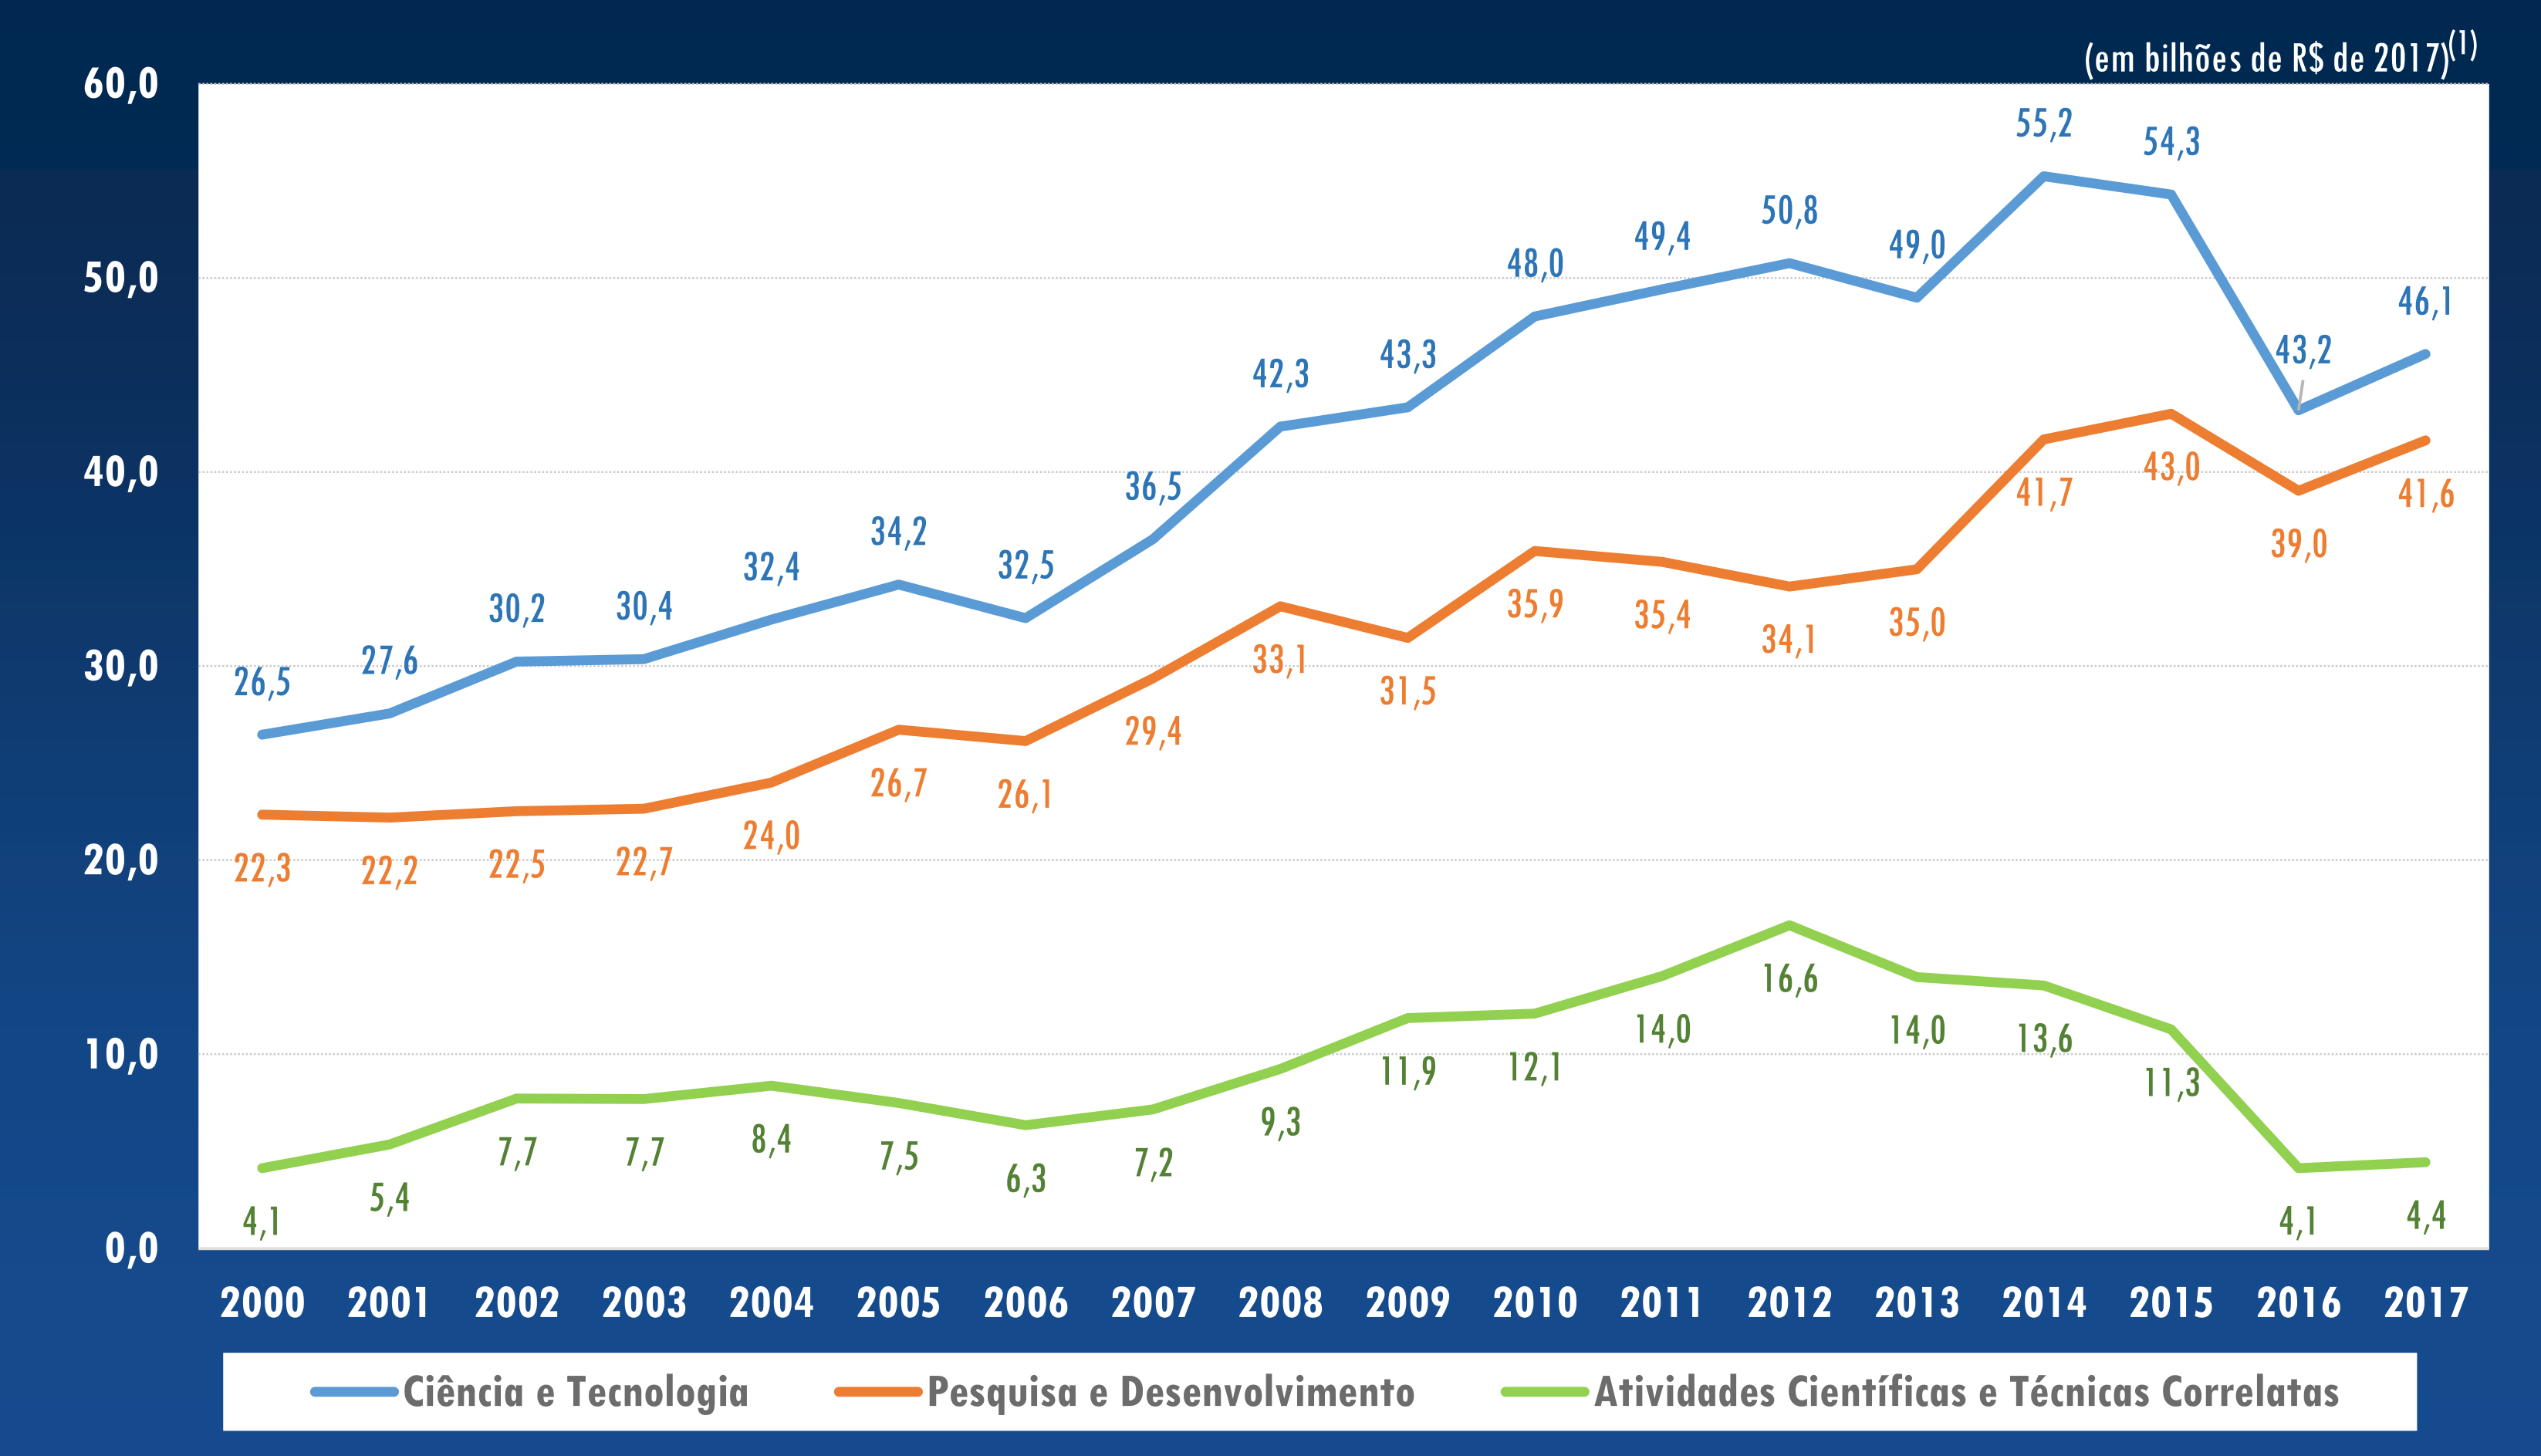 (em bilhões de R$ de 2017)(1)
60,0
50,0
40,0
30,0
20,0
10,0
0,0
26,5 27,6 30,2 30,4 32,4 34,2 32,5 36,5 42,3 43,3 48,0 49,4 50,8 49,0 55,2 54,3 43,2 46,1
22,3 22,2 22,5 22,7 24,0 26,7 26,1 29,4 33,1 31,5 35,9 35,4 34,1 35,0 41,7 43,0 39,0 41,6
4,1 5,4 7,7 7,7 8,4 7,5 6,3 7,2 9,3 11,9 12,1 14,0 16,6 14,0 13,6 11,3 4,1 4,4
2000 2001 2002 2003 2004 2005 2006 2007 2008 2009 2010 2011 2012 2013 2014 2015 2016 2017
Ciência e Tecnologia Pesquisa e Desenvolvimento Atividades Científicas e Técnicas Correlatas